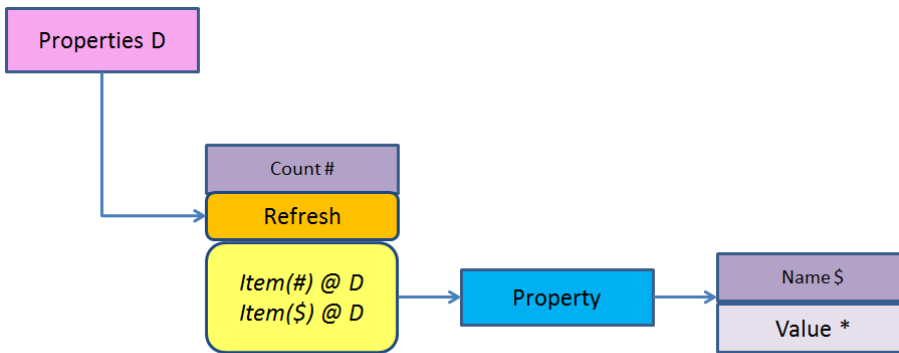 Properties D
Count #
Refresh
Item(#) @ D
Item($) @ D
Property
Name $
Value *